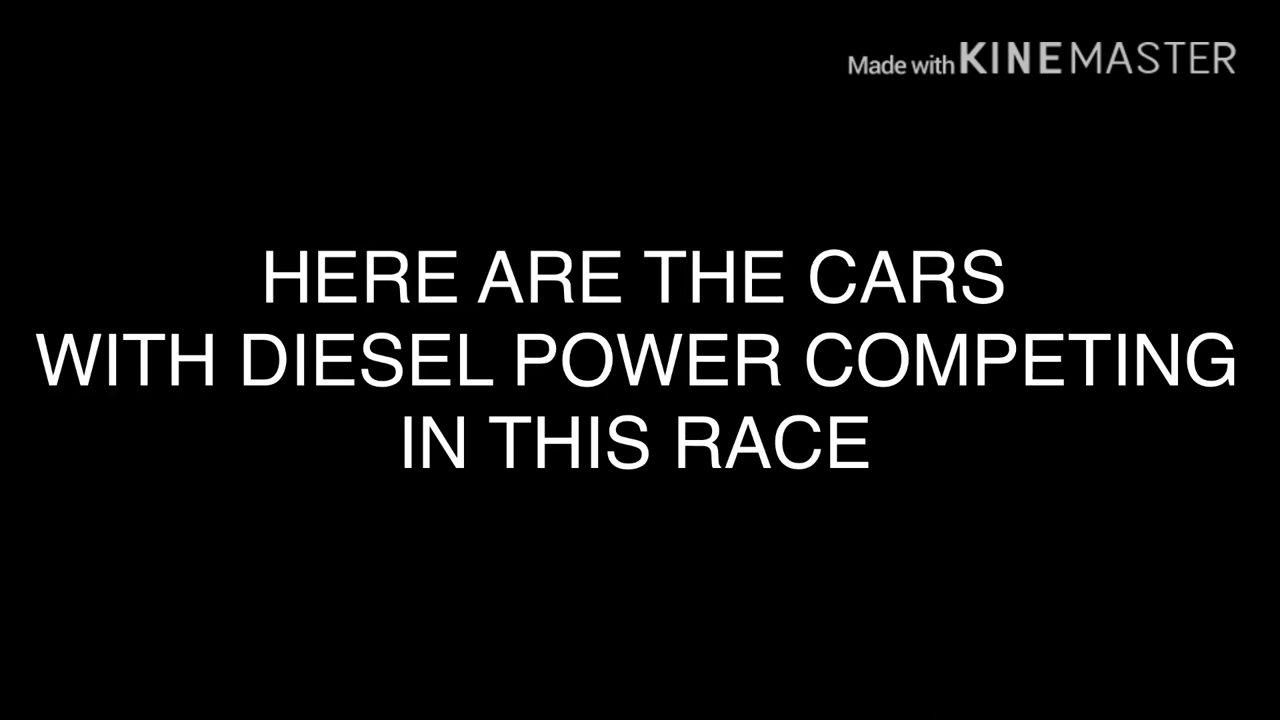 Made with KINEMASTER
HERE ARE THE CARS
WITH DIESEL POWER COMPETING
IN THIS RACE